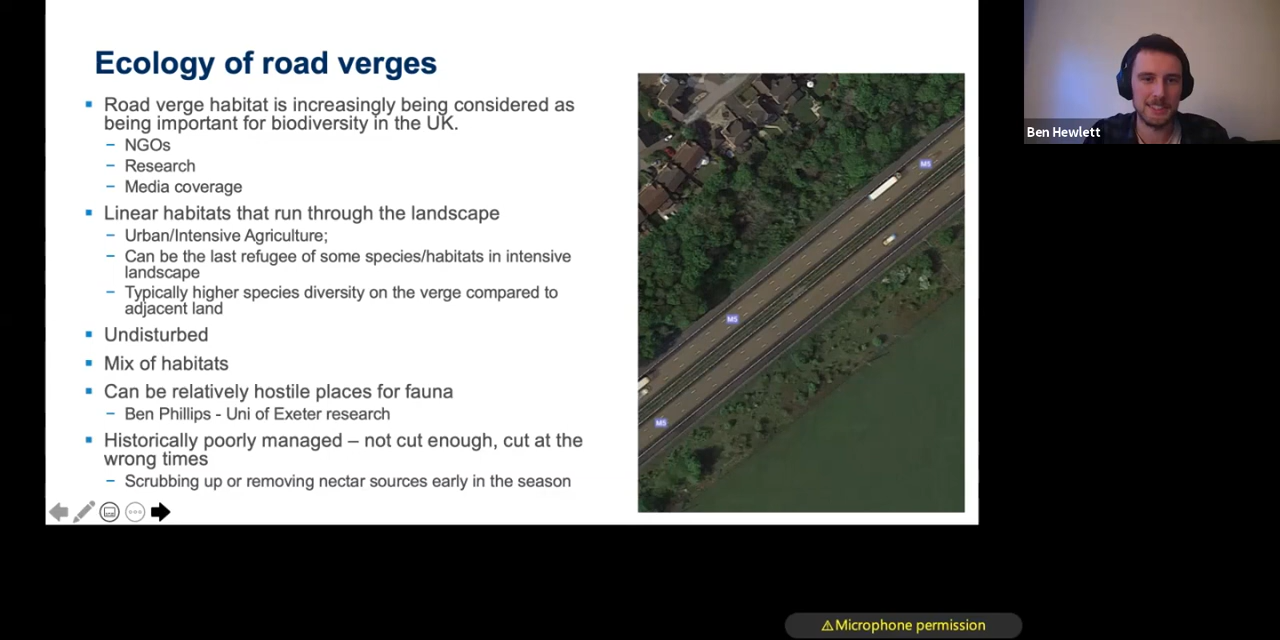 Ecology of road verges
Road verge habitat is increasingly being considered as
being important for biodiversity in the UK.
– NGOs
– Research
– Media coverage
Linear habitats that run through the landscape
– Urban/Intensive Agriculture;
– Can be the last refugee of some species/habitats in intensive
landscape
– Typically higher species diversity on the verge compared to
adjacent land
Undisturbed
Mix of habitats
Can be relatively hostile places for fauna
– Ben Phillips - Uni of Exeter research
Historically poorly managed – not cut enough, cut at the
wrong times
– Scrubbing up or removing nectar sources early in the season
M5
M5
M5
Ben Hewlett
⚠Microphone permission